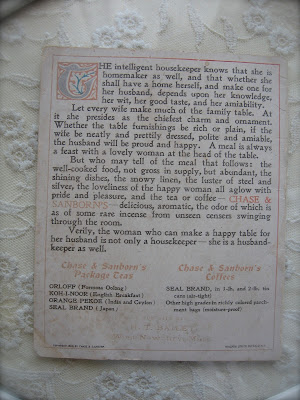 THE intelligent housekeeper knows that she is
homemaker as well, and that whether she
shall have a home herself, and make one for
her husband, depends upon her knowledge,
her wit, her good taste, and her amiability.
Let every wife make much of the family table. At
it she presides as the chiefest charm and ornament.
Whether the table furnishings be rich or plain, if the
wife be neatly and prettily dressed, polite and amiable,
the husband will be proud and happy. A meal is always
a feast with a lovely woman at the head of the table.
But who may tell of the meal that follows: the
well-cooked food, not gross in supply, but abundant, the
shining dishes, the snowy linen, the luster of steel and
silver, the loveliness of the happy woman all aglow with
pride and pleasure, and the tea or coffee — CHASE &
SANBORN'S — delicious, aromatic, the odor of which is
as of some rare incense from unseen censers swinging
through the room.
Verily, the woman who can make a happy table for
her husband is not only a housekeeper — she is a husband-
keeper as well.
Chase & Sanborn's
Package Teas
ORLOFF (Formosa Oolong)
KOH-I-NOOR (English Breakfast)
ORANGE PEKOE (India and Ceylon)
SEAL BRAND (Japan)
Chase & Sanborn's
Coffees
SEAL BRAND, in 1-lb. and 2-lb. tin
cans (air-tight)
Other high grades in richly colored parch-
ment bags (moisture-proof)